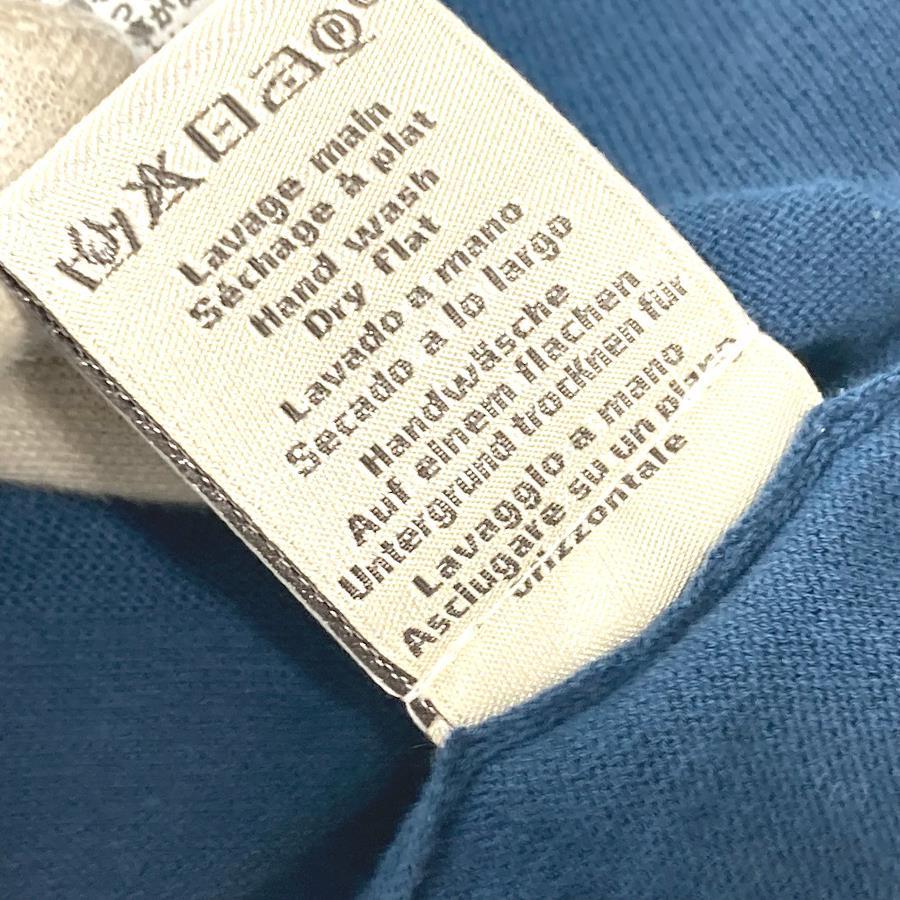 P
Lavage main
Séchage à plat
Hand wash
Dry flat
Lavado a mano
Secado a lo largo
Handwäsche
Auf einem flachen
Untergrund trocknen für
Lavaggio a mano
Asciugare su un piano
orizzontale